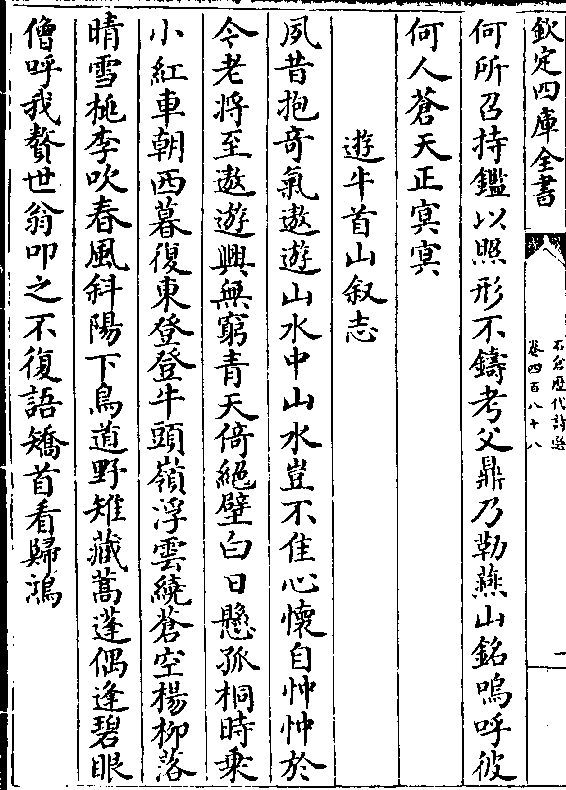 欽定四庫全書
石倉歷代詩選
卷四百八十八
一
何所召持鑑以照形不鑄考父鼎乃勒燕山銘嗚呼彼
何人蒼天正冥冥
遊牛首山叙志
夙昔抱奇氣遨遊山水中山水豈不佳心懷自忡忡於
今老將至遨遊興無窮青天倚絕壁白日懸孤桐時乗
小紅車朝西暮復東登登牛頭嶺浮雲繞蒼空楊柳落
晴雪桃李吹春風斜陽下鳥道野雉藏蒿蓬偶逢碧眼
僧呼我贅世翁叩之不復語矯首看歸鴻